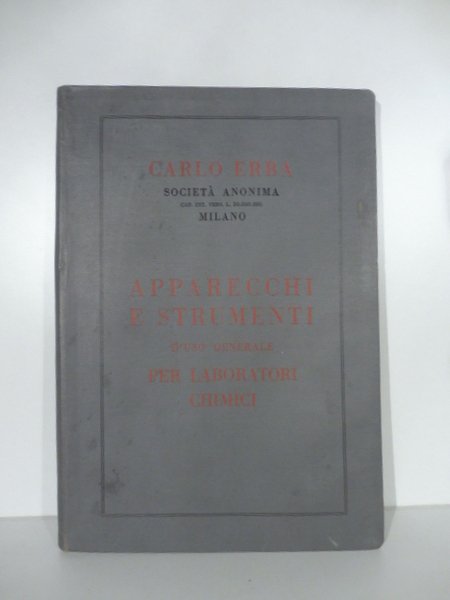 CARLO ERBA
SOCIETÀ ANONIMA
MILANO
APPARECCHI
E STRUMENTI
D'USO GENERALE
PER LABORATORI
CHIMICI